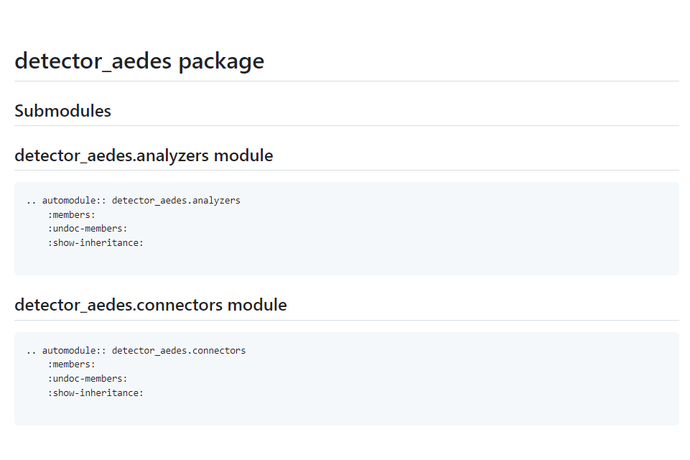 detector_aedes package
Submodules
detector_aedes.analyzers module
.. automodule:: detector_aedes.analyzers
:members:
:undoc-members:
:show-inheritance:
detector_aedes.connectors module
.. automodule:: detector_aedes.connectors
:members:
:undoc-members:
:show-inheritance: